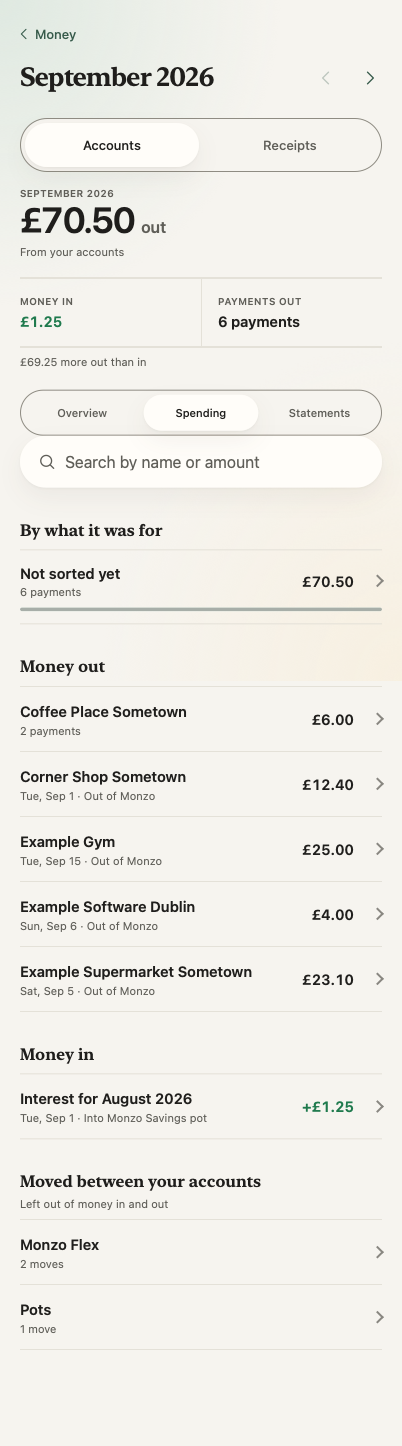 Money
September 2026
Accounts
Receipts
SEPTEMBER 2026
£70.50 out
From your accounts
MONEY IN
£1.25
PAYMENTS OUT
6 payments
£69.25 more out than in
Overview
Spending
Statements
Search by name or amount
By what it was for
Not sorted yet
6 payments
£70.50
Money out
Coffee Place Sometown
2 payments
£6.00
Corner Shop Sometown
Tue, Sep 1 · Out of Monzo
£12.40
Example Gym
Tue, Sep 15 · Out of Monzo
£25.00
Example Software Dublin
Sun, Sep 6 · Out of Monzo
£4.00
Example Supermarket Sometown
Sat, Sep 5 · Out of Monzo
£23.10
Money in
Interest for August 2026
Tue, Sep 1 · Into Monzo Savings pot
+£1.25
Moved between your accounts
Left out of money in and out
Monzo Flex
2 moves
Pots
1 move